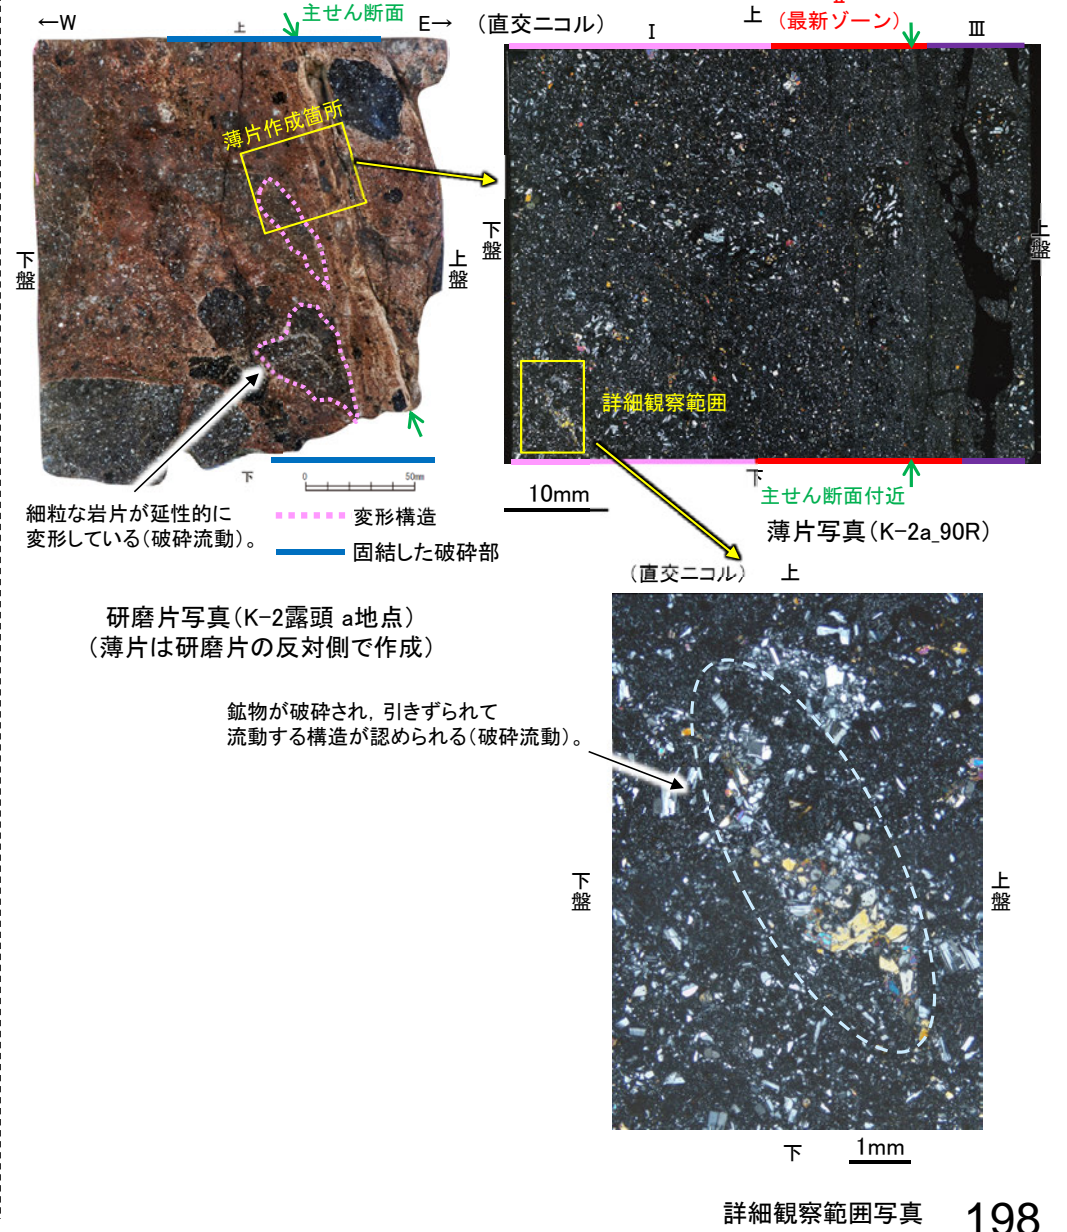 ←W
上
主せん断面
E→
薄片作成箇所
下盤
上盤
下
0
50mm
細粒な岩片が延性的に
変形している(破砕流動)。
変形構造
固結した破砕部
研磨片写真(K-2露頭 a地点)
(薄片は研磨片の反対側で作成)
(直交ニコル)
上
Ⅰ
(最新ゾーン)
Ⅲ
下盤
上盤
詳細観察範囲
10mm
下
主せん断面付近
薄片写真(K-2a_90R)
(直交ニコル)
上
鉱物が破砕され,引きずられて
流動する構造が認められる(破砕流動)。
下盤
上盤
下
1mm
詳細観察範囲写真
198